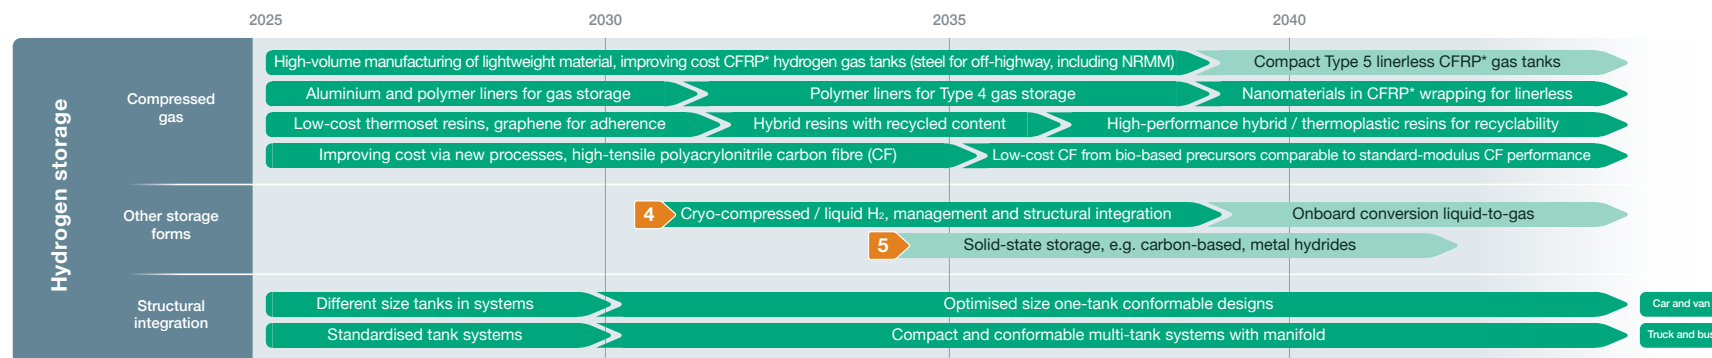 2025
2030
2035
2040
Hydrogen storage
Compressed
gas
High-volume manufacturing of lightweight material, improving cost CFRP* hydrogen gas tanks (steel for off-highway, including NRMM)
Compact Type 5 linerless CFRP* gas tanks
Aluminium and polymer liners for gas storage
Polymer liners for Type 4 gas storage
Nanomaterials in CFRP* wrapping for linerless
Low-cost thermoset resins, graphene for adherence
Hybrid resins with recycled content
High-performance hybrid / thermoplastic resins for recyclability
Improving cost via new processes, high-tensile polyacrylonitrile carbon fibre (CF)
Low-cost CF from bio-based precursors comparable to standard-modulus CF performance
Other storage
forms
4
Cryo-compressed / liquid H₂, management and structural integration
Onboard conversion liquid-to-gas
5
Solid-state storage, e.g. carbon-based, metal hydrides
Structural
integration
Different size tanks in systems
Optimised size one-tank conformable designs
Car and van
Standardised tank systems
Compact and conformable multi-tank systems with manifold
Truck and bus